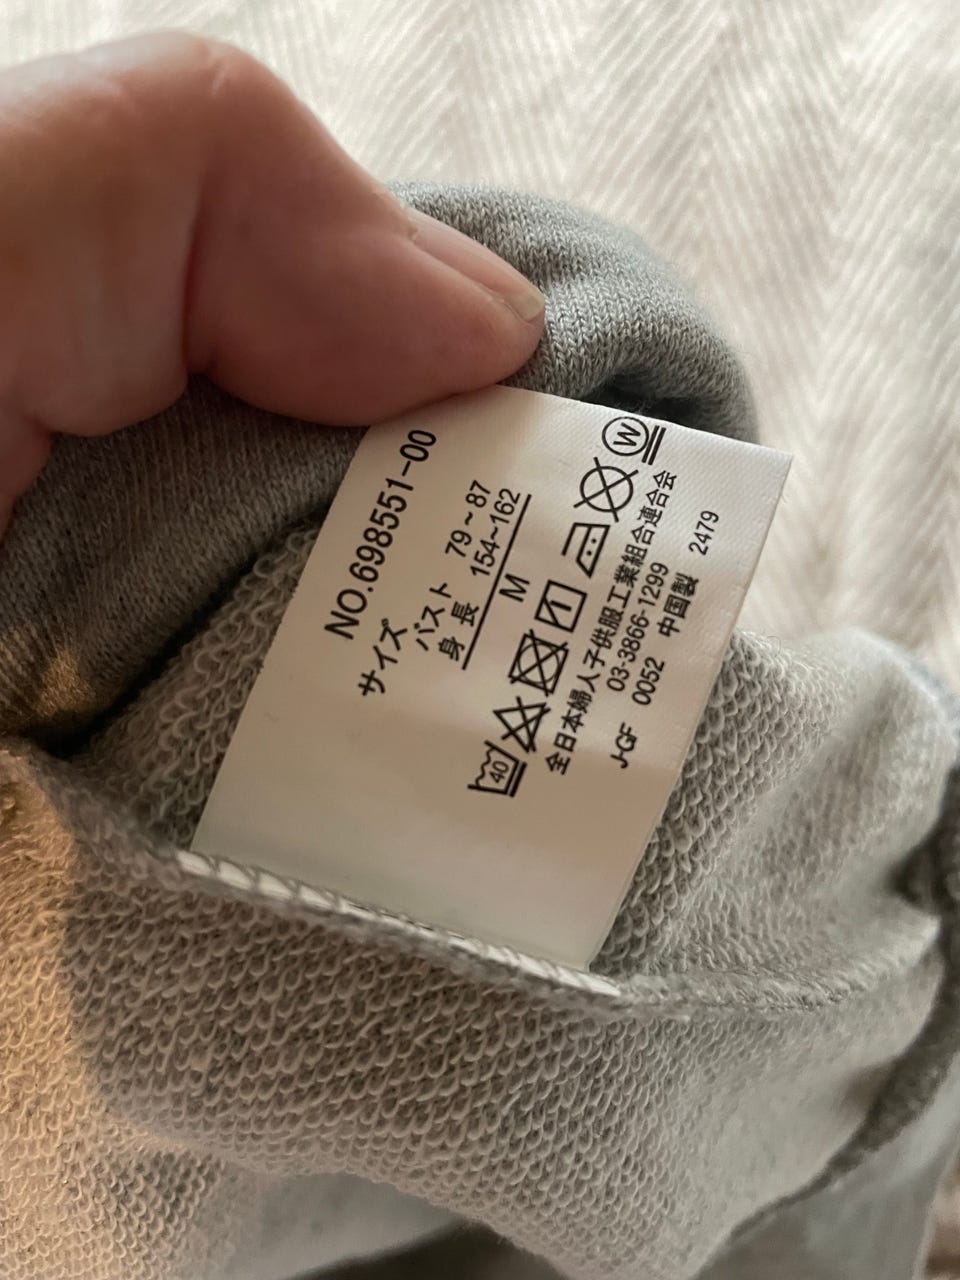 NO.698551-00
サイズ
バスト 79~87
身長 154~162
M
40
W
全日本婦人子供服工業組合連合会
03-3866-1299
J-GF 0052 中国製
2479